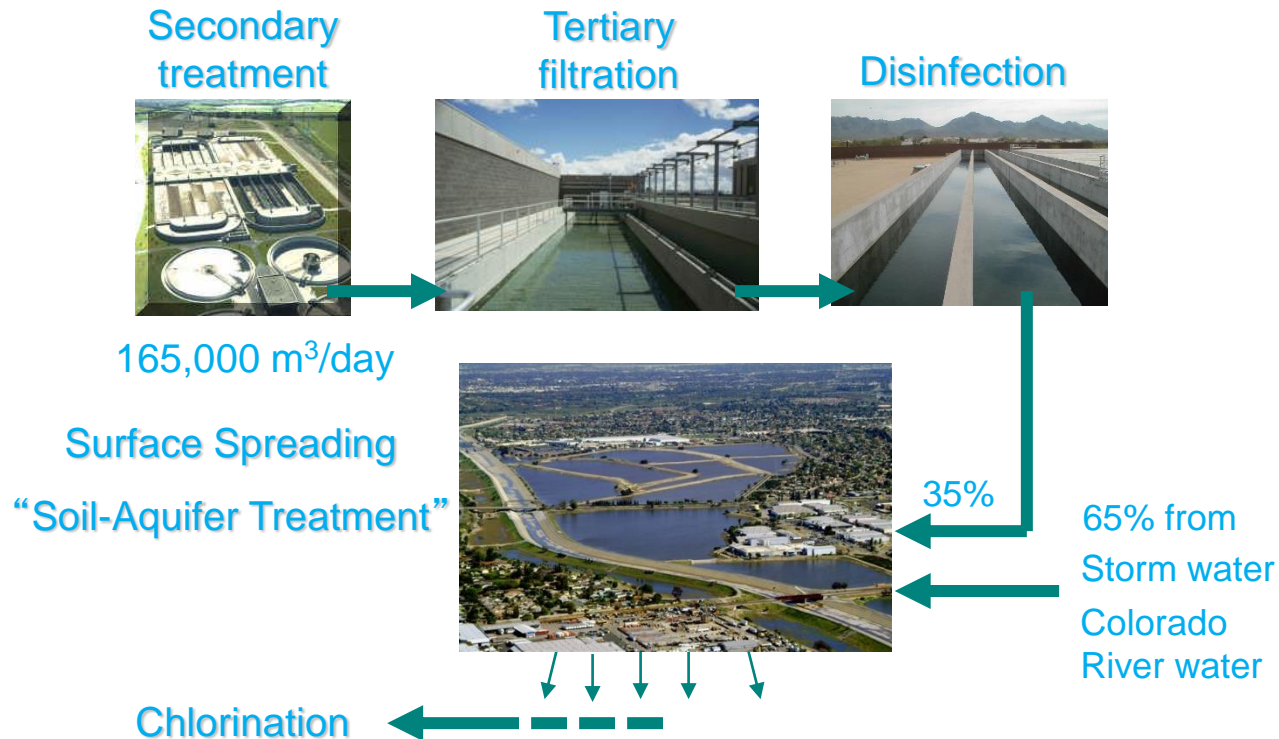 Secondary
treatment
Tertiary
filtration
Disinfection
165,000 m³/day
Surface Spreading
“Soil-Aquifer Treatment”
35%
65% from
Storm water
Colorado
River water
Chlorination